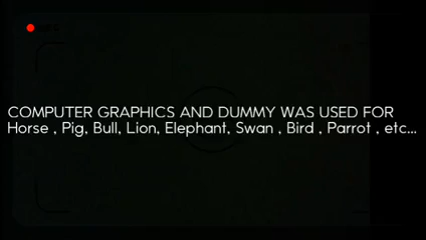 COMPUTER GRAPHICS AND DUMMY WAS USED FOR
Horse , Pig, Bull, Lion, Elephant, Swan , Bird , Parrot , etc...